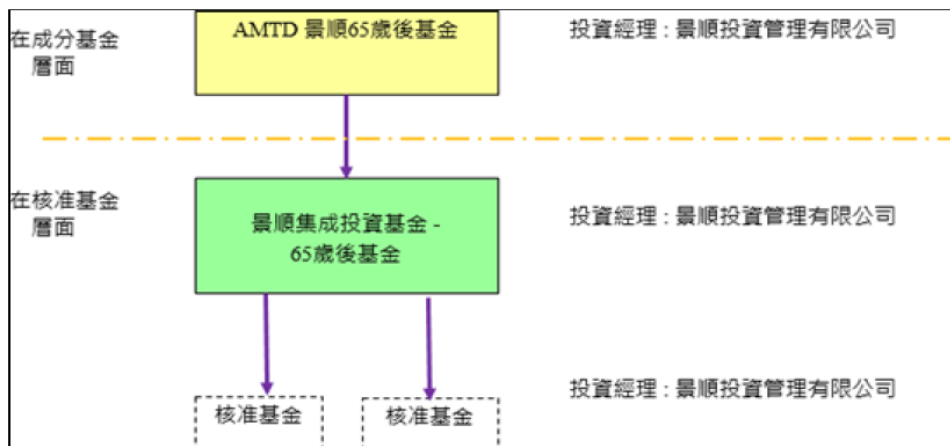 在成分基金
層面
AMTD 景順65歲後基金
投資經理 : 景順投資管理有限公司
在核准基金
層面
景順集成投資基金 -
65歲後基金
投資經理 : 景順投資管理有限公司
投資經理 : 景順投資管理有限公司
核准基金
核准基金